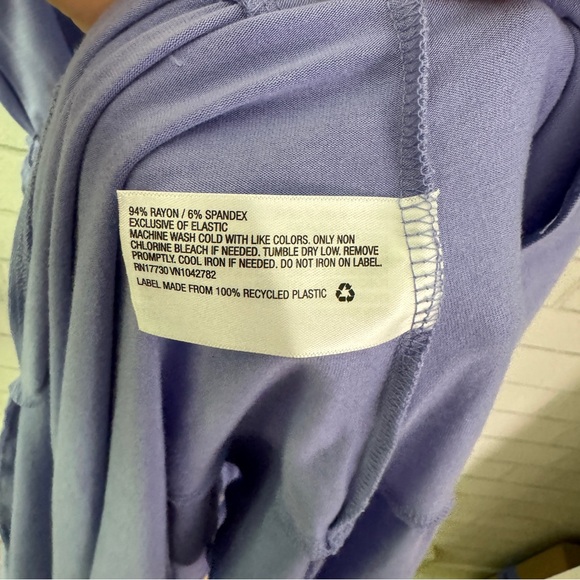 94% RAYON / 6% SPANDEX
EXCLUSIVE OF ELASTIC
MACHINE WASH COLD WITH LIKE COLORS. ONLY NON
CHLORINE BLEACH IF NEEDED. TUMBLE DRY LOW. REMOVE
PROMPTLY. COOL IRON IF NEEDED. DO NOT IRON ON LABEL.
RN17730 VN1042782
LABEL MADE FROM 100% RECYCLED PLASTIC